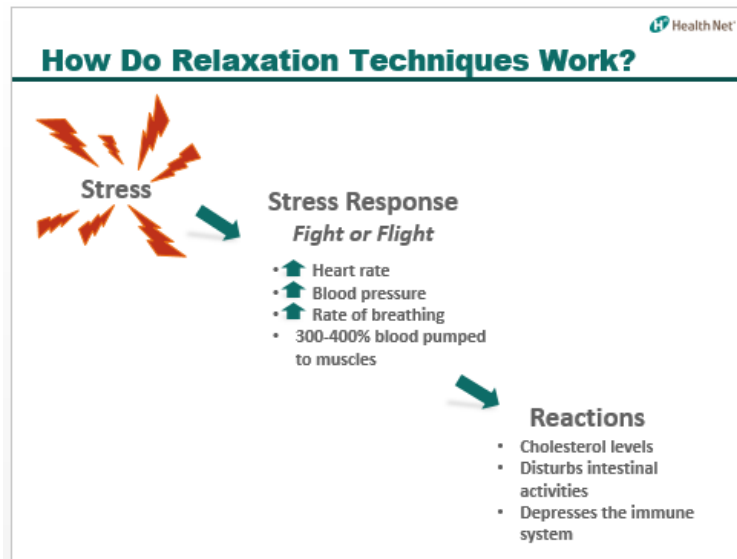 Health Net
How Do Relaxation Techniques Work?
Stress
Stress Response
Fight or Flight
• Heart rate
• Blood pressure
• Rate of breathing
• 300-400% blood pumped
to muscles
Reactions
• Cholesterol levels
• Disturbs intestinal
activities
• Depresses the immune
system